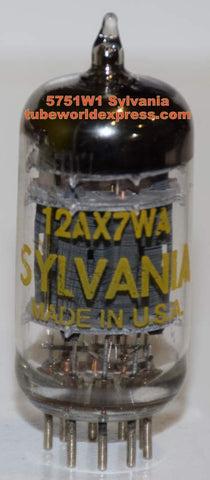 5751W1 Sylvania
tubeworldexpress.com
12AX7WA
SYLVANIA
MADE IN U.S.A.